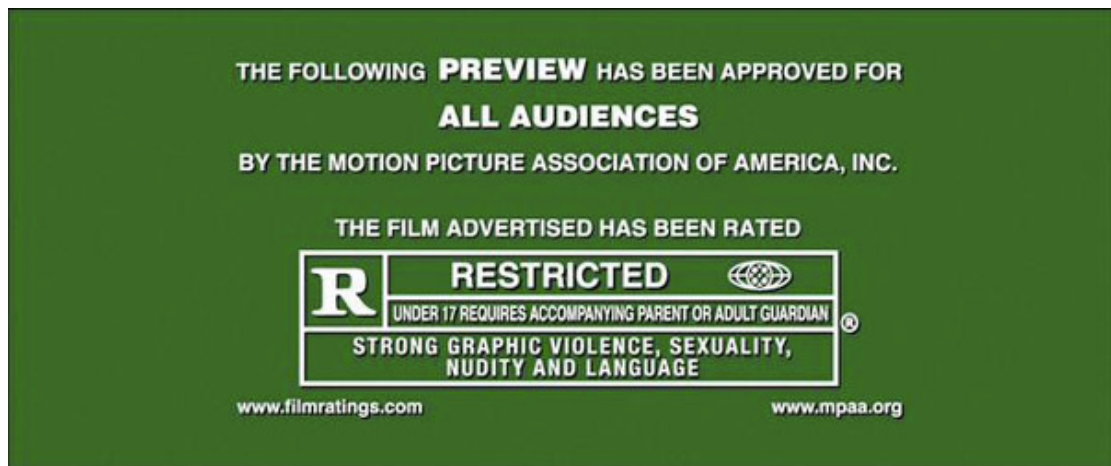 THE FOLLOWING PREVIEW HAS BEEN APPROVED FOR
ALL AUDIENCES
BY THE MOTION PICTURE ASSOCIATION OF AMERICA, INC.
THE FILM ADVERTISED HAS BEEN RATED
R
RESTRICTED
UNDER 17 REQUIRES ACCOMPANYING PARENT OR ADULT GUARDIAN
®
STRONG GRAPHIC VIOLENCE, SEXUALITY,
NUDITY AND LANGUAGE
www.filmratings.com www.mpaa.org